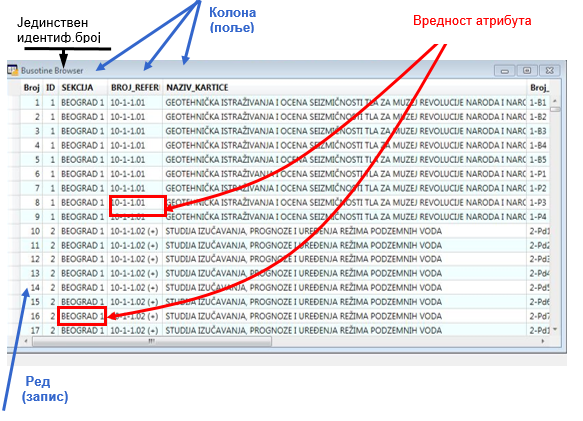 Јединствен
идентиф.број
Колона
(поље)
Вредност атрибута
Busotine Browser
Broj ID SEKCIJA BROJ_REFER NAZIV_KARTICE Broj_
1 1 BEOGRAD 1 10-1-1.01 GEOTEHNIČKA ISTRAŽIVANJA I OCENA SEIZMIČNOSTI TLA ZA MUZEJ REVOLUCIJE NARODA I NARO 1-B1
2 1 BEOGRAD 1 10-1-1.01 GEOTEHNIČKA ISTRAŽIVANJA I OCENA SEIZMIČNOSTI TLA ZA MUZEJ REVOLUCIJE NARODA I NARO 1-B2
3 1 BEOGRAD 1 10-1-1.01 GEOTEHNIČKA ISTRAŽIVANJA I OCENA SEIZMIČNOSTI TLA ZA MUZEJ REVOLUCIJE NARODA I NARO 1-B3
4 1 BEOGRAD 1 10-1-1.01 GEOTEHNIČKA ISTRAŽIVANJA I OCENA SEIZMIČNOSTI TLA ZA MUZEJ REVOLUCIJE NARODA I NARO 1-B4
5 1 BEOGRAD 1 10-1-1.01 GEOTEHNIČKA ISTRAŽIVANJA I OCENA SEIZMIČNOSTI TLA ZA MUZEJ REVOLUCIJE NARODA I NARO 1-B5
6 1 BEOGRAD 1 10-1-1.01 GEOTEHNIČKA ISTRAŽIVANJA I OCENA SEIZMIČNOSTI TLA ZA MUZEJ REVOLUCIJE NARODA I NARO 1-P1
7 1 BEOGRAD 1 10-1-1.01 GEOTEHNIČKA ISTRAŽIVANJA I OCENA SEIZMIČNOSTI TLA ZA MUZEJ REVOLUCIJE NARODA I NARO 1-P2
8 1 BEOGRAD 1 10-1-1.01 GEOTEHNIČKA ISTRAŽIVANJA I OCENA SEIZMIČNOSTI TLA ZA MUZEJ REVOLUCIJE NARODA I NARO 1-P3
9 1 BEOGRAD 1 10-1-1.01 GEOTEHNIČKA ISTRAŽIVANJA I OCENA SEIZMIČNOSTI TLA ZA MUZEJ REVOLUCIJE NARODA I NARO 1-P4
10 2 BEOGRAD 1 10-1-1.02 (+) STUDIJA IZUČAVANJA, PROGNOZE I UREĐENJA REŽIMA PODZEMNIH VODA 2-Pd1
11 2 BEOGRAD 1 10-1-1.02 (+) STUDIJA IZUČAVANJA, PROGNOZE I UREĐENJA REŽIMA PODZEMNIH VODA 2-Pd2
12 2 BEOGRAD 1 10-1-1.02 (+) STUDIJA IZUČAVANJA, PROGNOZE I UREĐENJA REŽIMA PODZEMNIH VODA 2-Pd3
13 2 BEOGRAD 1 10-1-1.02 (+) STUDIJA IZUČAVANJA, PROGNOZE I UREĐENJA REŽIMA PODZEMNIH VODA 2-Pd4
14 2 BEOGRAD 1 10-1-1.02 (+) STUDIJA IZUČAVANJA, PROGNOZE I UREĐENJA REŽIMA PODZEMNIH VODA 2-Pd5
15 2 BEOGRAD 1 10-1-1.02 (+) STUDIJA IZUČAVANJA, PROGNOZE I UREĐENJA REŽIMA PODZEMNIH VODA 2-Pd6
16 2 BEOGRAD 1 10-1-1.02 (+) STUDIJA IZUČAVANJA, PROGNOZE I UREĐENJA REŽIMA PODZEMNIH VODA 2-Pd7
17 2 BEOGRAD 1 10-1-1.02 (+) STUDIJA IZUČAVANJA, PROGNOZE I UREĐENJA REŽIMA PODZEMNIH VODA
Ред
(запис)